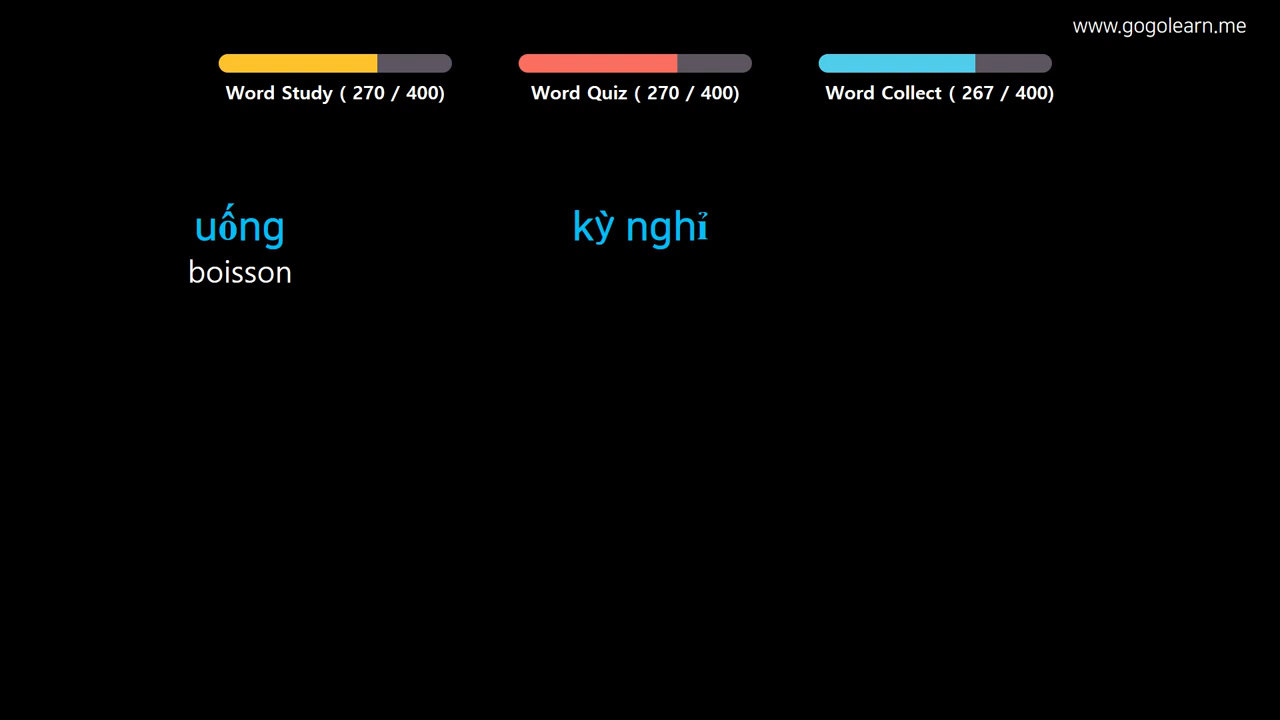 www.gogolearn.me
Word Study ( 270 / 400)
Word Quiz ( 270 / 400)
Word Collect ( 267 / 400)
uống
kỳ nghỉ
boisson